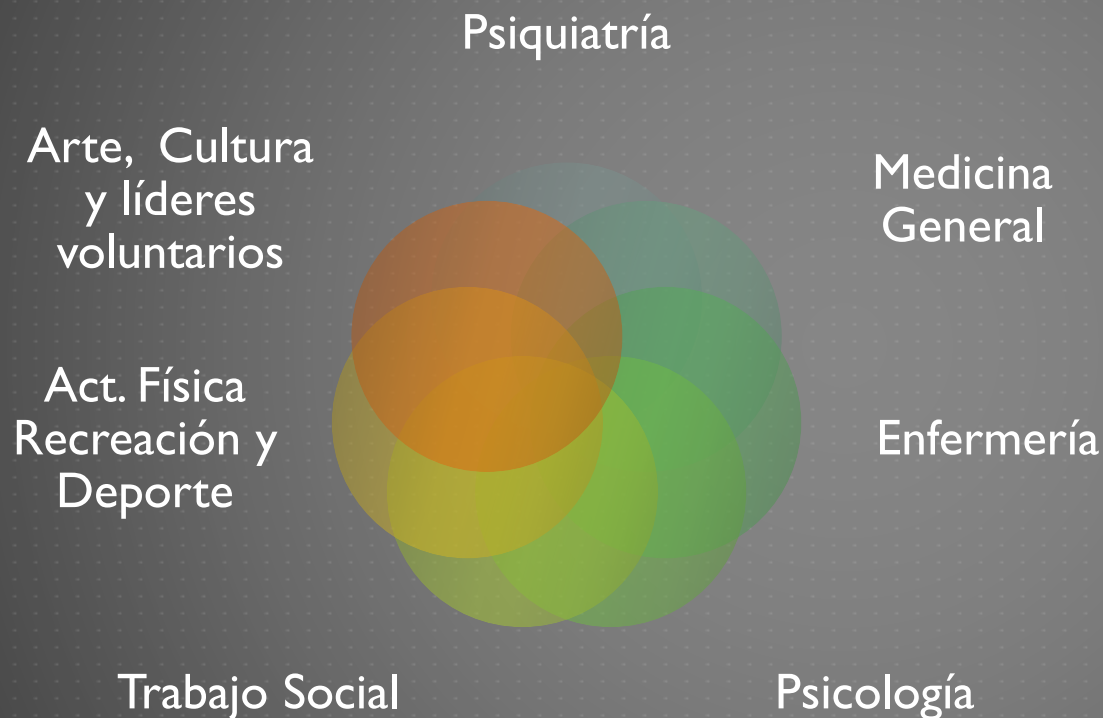 Psiquiatría
Arte, Cultura
y líderes
voluntarios
Medicina
General
Act. Física
Recreación y
Deporte
Enfermería
Trabajo Social
Psicología